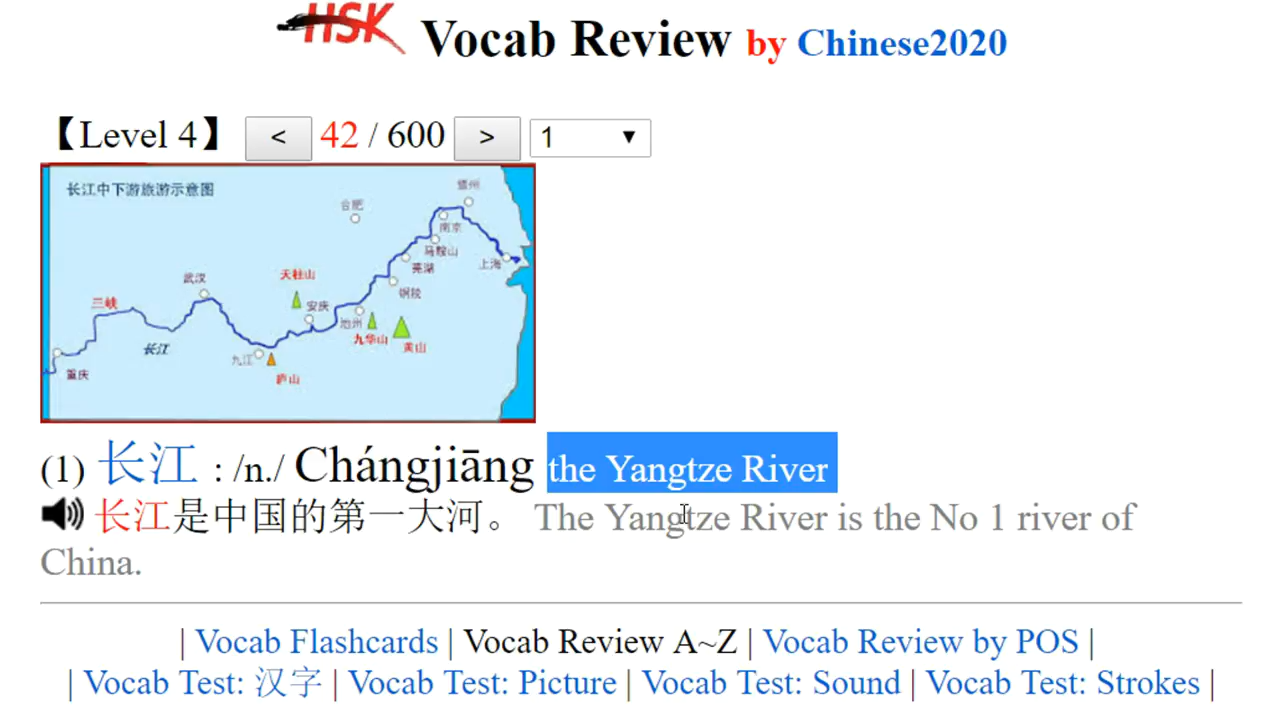 HSK Vocab Review by Chinese2020
【Level 4】 < 42 / 600 > 1 ▼
长江中下游旅游示意图
合肥
南京
马鞍山
芜湖
上海
铜陵
武汉
天柱山
安庆
三峡
池州
九华山
黄山
长江
九江
庐山
重庆
(1) 长江 : /n./ Chángjiāng the Yangtze River
长江是中国的第一大河。 The Yangtze River is the No 1 river of
China.
| Vocab Flashcards | Vocab Review A~Z | Vocab Review by POS |
| Vocab Test: 汉字 | Vocab Test: Picture | Vocab Test: Sound | Vocab Test: Strokes |